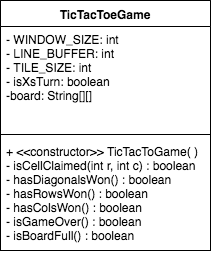 TicTacToeGame
- WINDOW_SIZE: int
- LINE_BUFFER: int
- TILE_SIZE: int
- isXsTurn: boolean
-board: String[][]
+ <<constructor>> TicTacToGame( )
- isCellClaimed(int r, int c) : boolean
- hasDiagonalsWon() : boolean
- hasRowsWon() : boolean
- hasColsWon() : boolean
- isGameOver() : boolean
- isBoardFull() : boolean